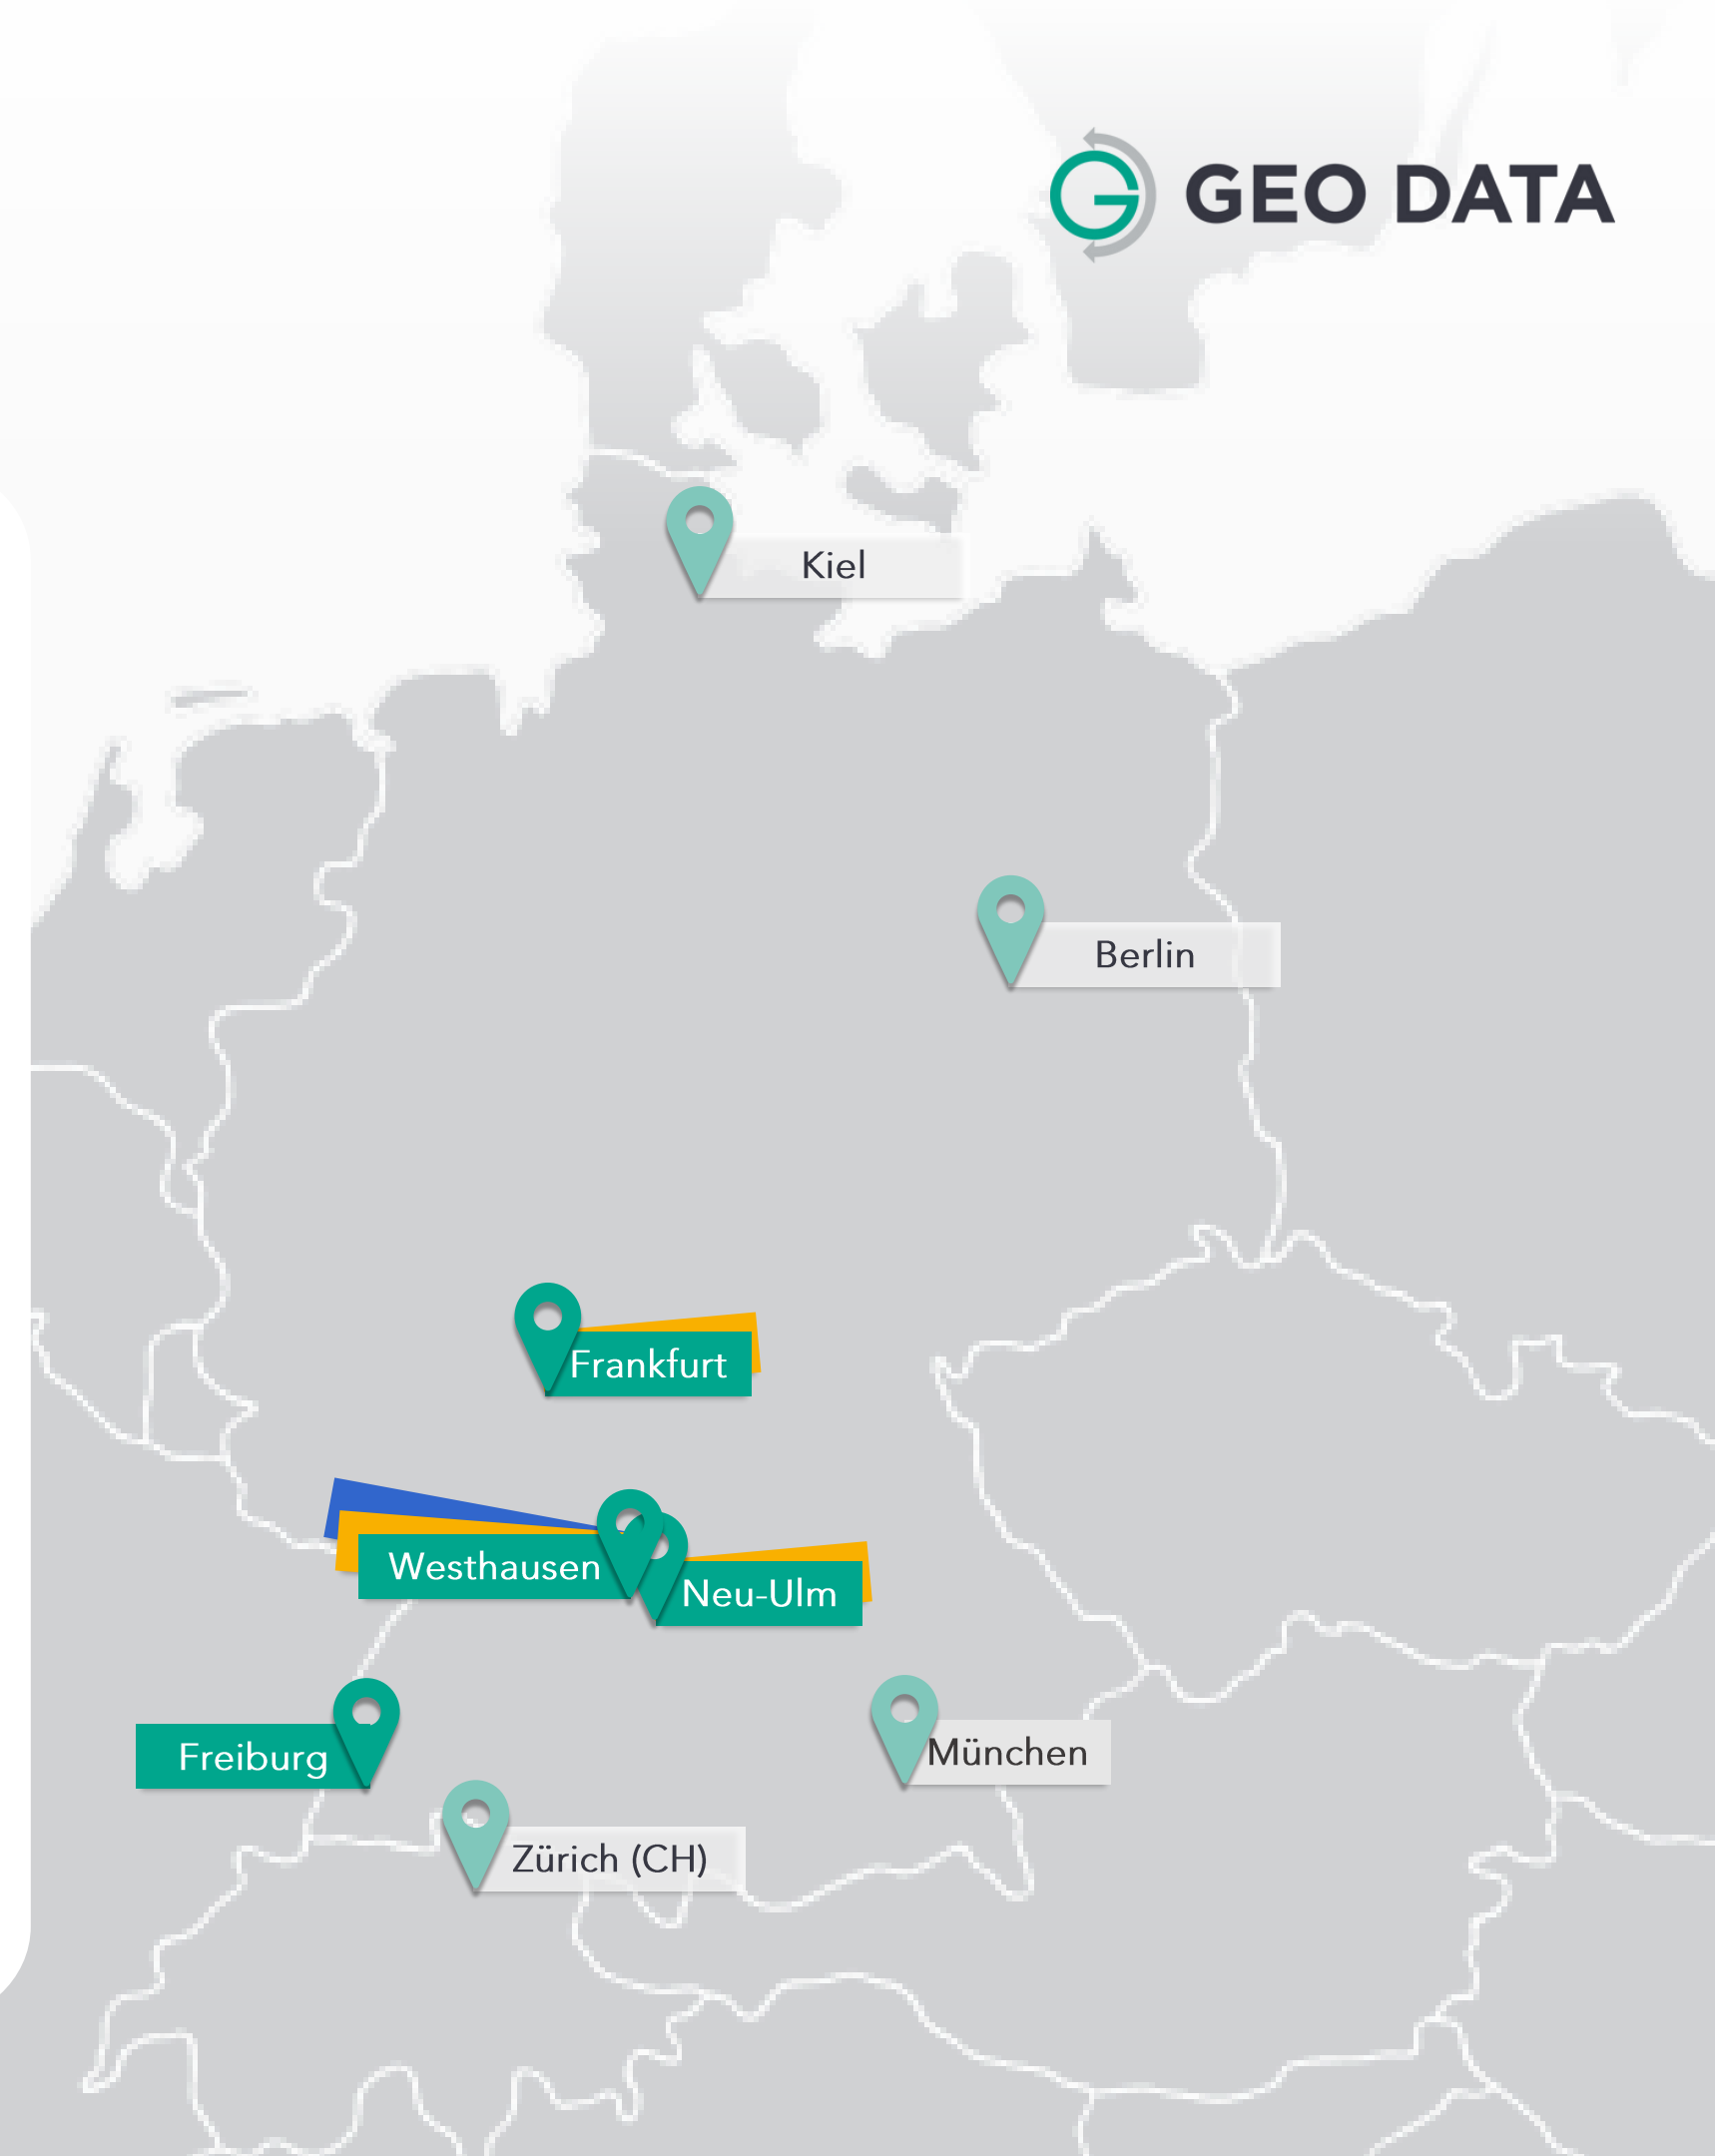 GEO DATA
Kiel
Berlin
Frankfurt
Westhausen
Neu-Ulm
Freiburg
München
Zürich (CH)